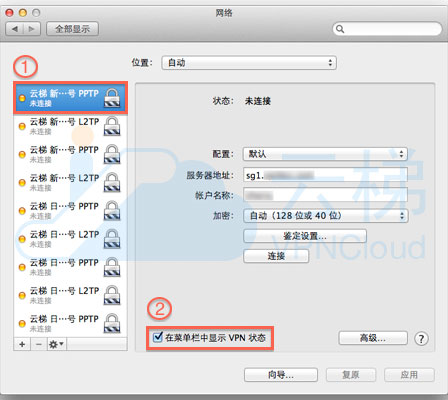 网络
全部显示
①
位置： 自动
云梯 新…号 PPTP
未连接
云梯 新…号 L2TP
未连接
云梯 新…号 PPTP
未连接
云梯 新…号 L2TP
未连接
云梯 日…号 PPTP
未连接
云梯 日…号 L2TP
未连接
云梯 日…号 PPTP
未连接
云梯 日…号 L2TP
未连接
云梯 日…号 PPTP
未连接
状态： 未连接
配置： 默认
服务器地址： sg1.
帐户名称：
加密： 自动（128 位或 40 位）
鉴定设置…
连接
云梯
VPNCloud
②
在菜单栏中显示 VPN 状态
高级…
?
向导…
复原
应用